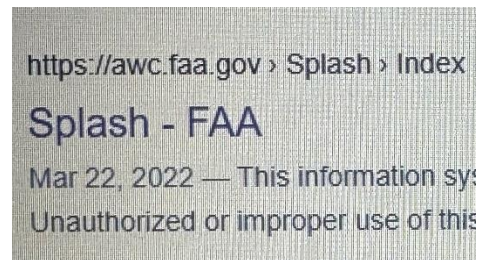 https://awc.faa.gov › Splash › Index
Splash - FAA
Mar 22, 2022 — This information sys
Unauthorized or improper use of this